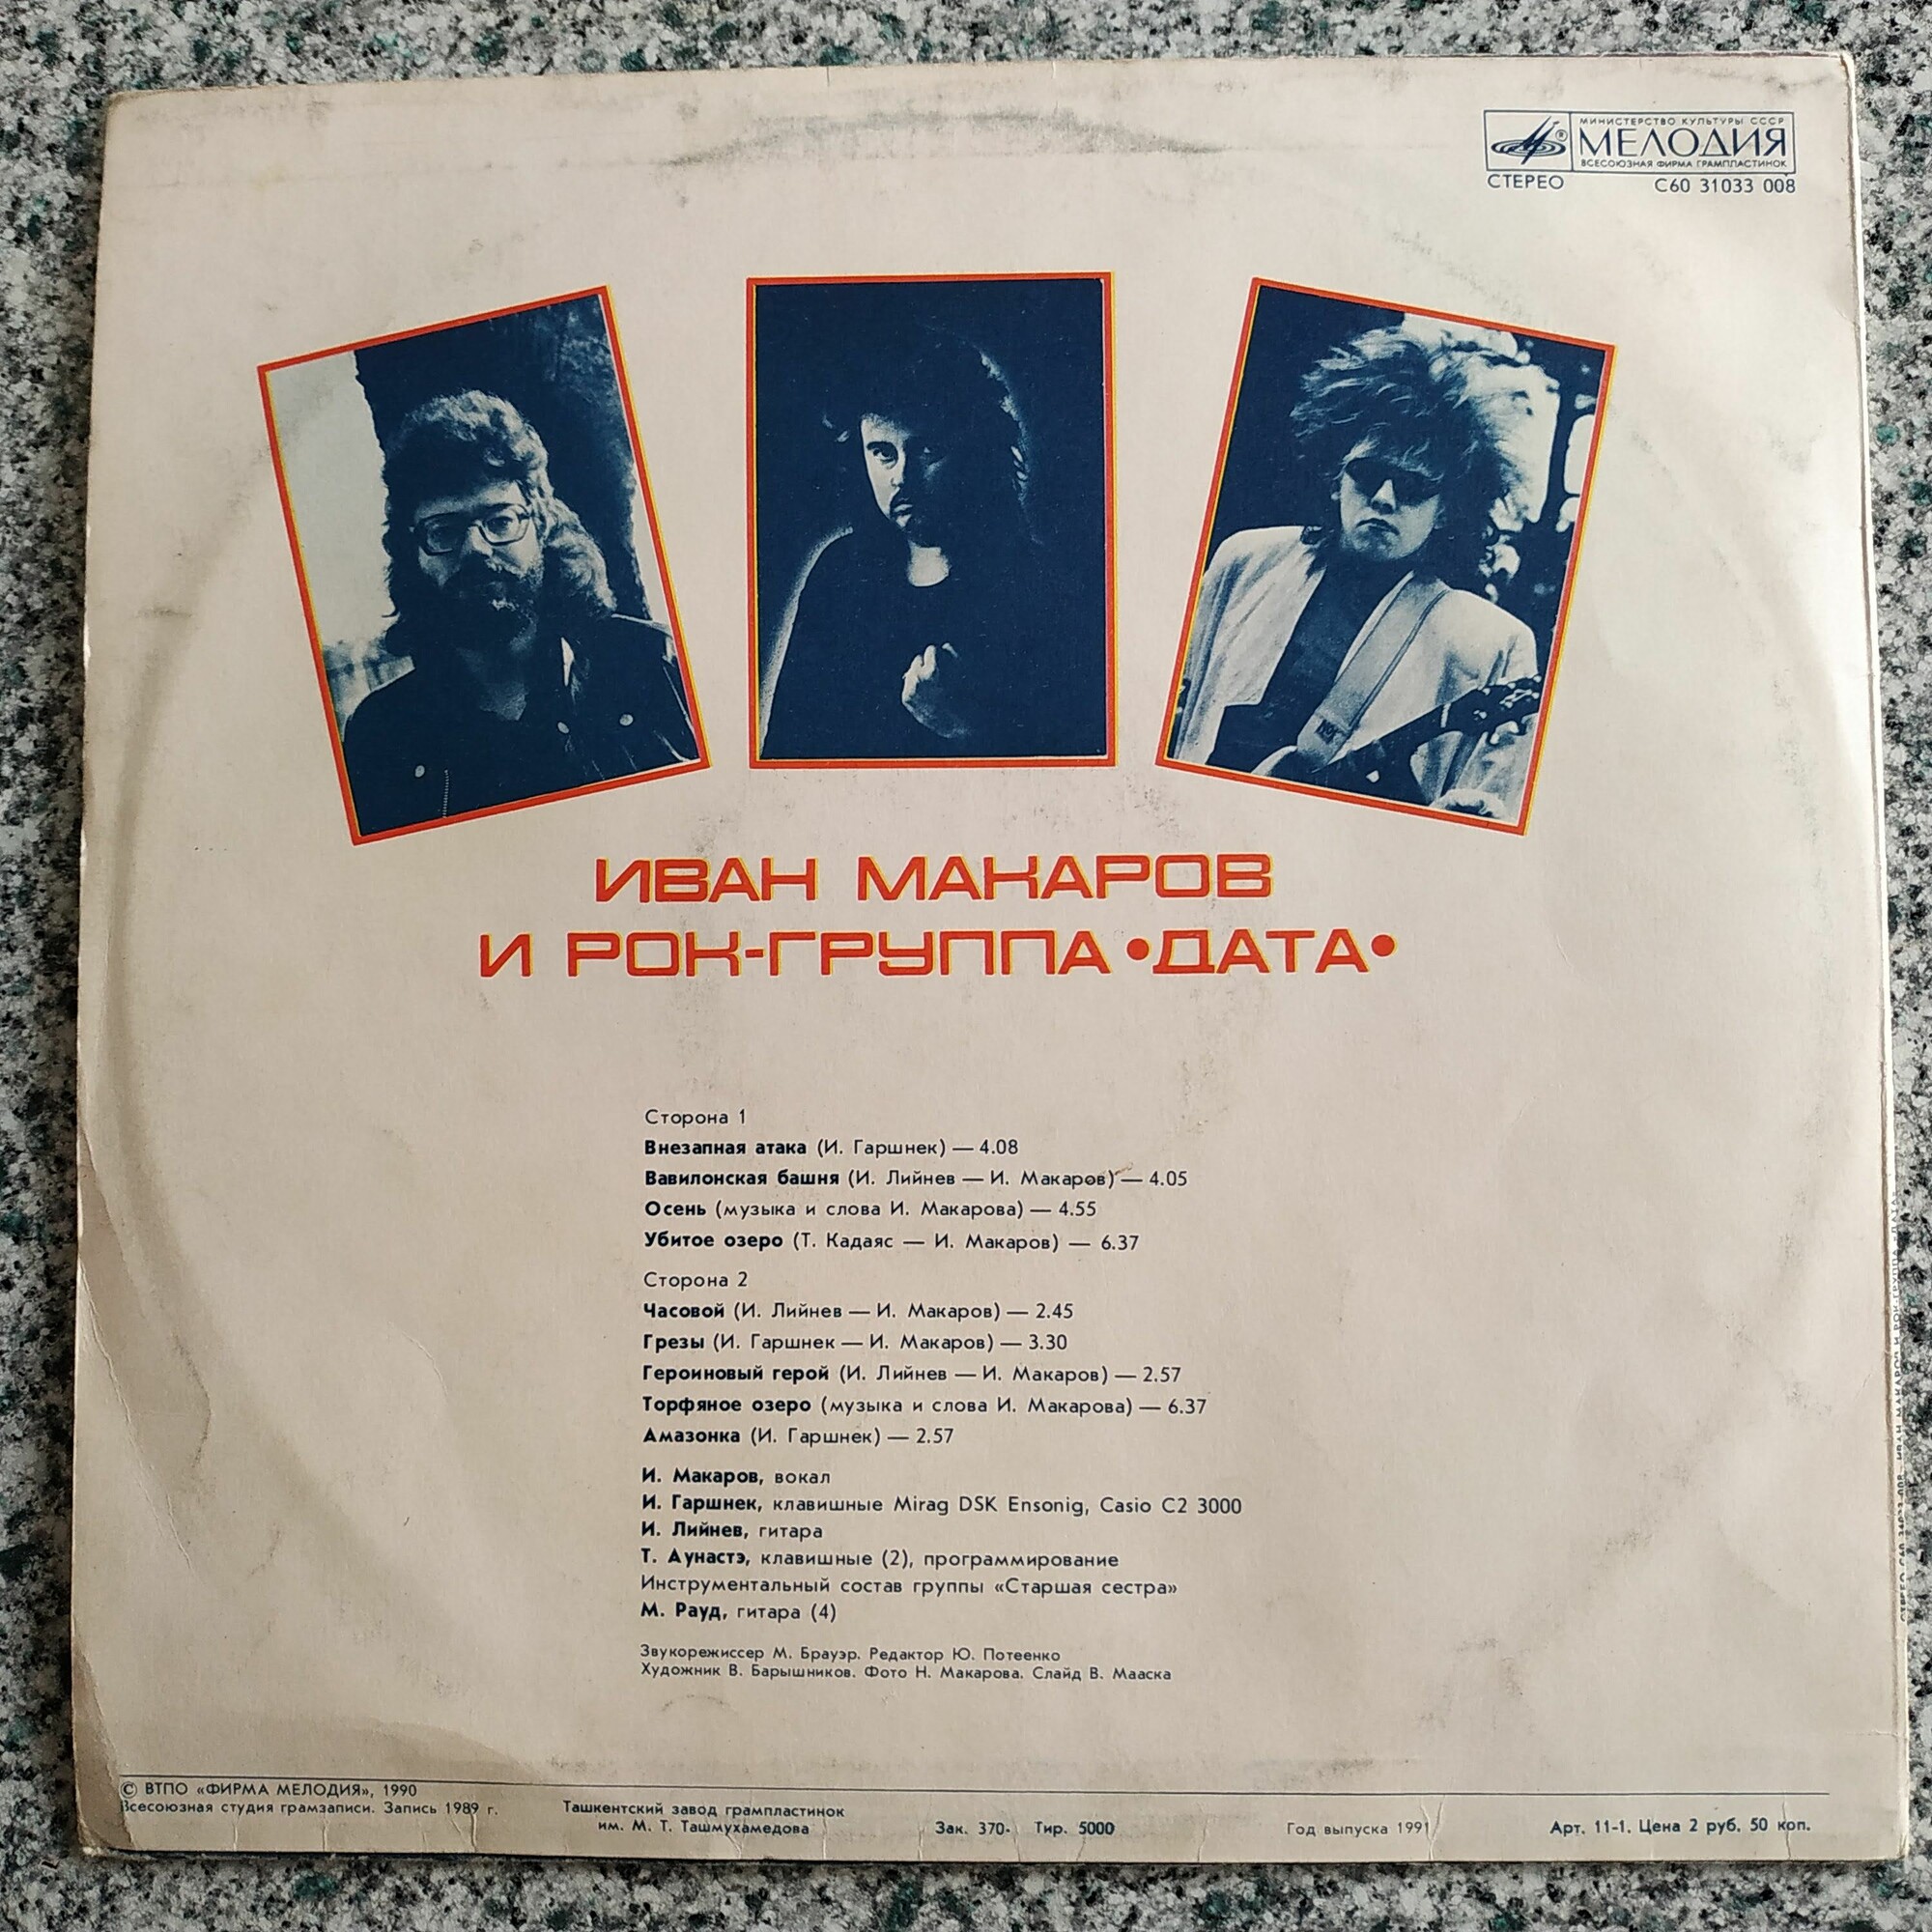 МИНИСТЕРСТВО КУЛЬТУРЫ СССР
МЕЛОДИЯ
ВСЕСОЮЗНАЯ ФИРМА ГРАМПЛАСТИНОК
СТЕРЕО С60 31033 008
ИВАН МАКАРОВ
И РОК-ГРУППА •ДАТА•
Сторона 1
Внезапная атака (И. Гаршнек) — 4.08
Вавилонская башня (И. Лийнев — И. Макаров) — 4.05
Осень (музыка и слова И. Макарова) — 4.55
Убитое озеро (Т. Кадаяс — И. Макаров) — 6.37
Сторона 2
Часовой (И. Лийнев — И. Макаров) — 2.45
Грезы (И. Гаршнек — И. Макаров) — 3.30
Героиновый герой (И. Лийнев — И. Макаров) — 2.57
Торфяное озеро (музыка и слова И. Макарова) — 6.37
Амазонка (И. Гаршнек) — 2.57
И. Макаров, вокал
И. Гаршнек, клавишные Mirag DSK Ensonig, Casio C2 3000
И. Лийнев, гитара
Т. Аунастэ, клавишные (2), программирование
Инструментальный состав группы «Старшая сестра»
М. Рауд, гитара (4)
Звукорежиссер М. Брауэр. Редактор Ю. Потеенко
Художник В. Барышников. Фото Н. Макарова. Слайд В. Мааска
© ВТПО «ФИРМА МЕЛОДИЯ», 1990
Всесоюзная студия грамзаписи. Запись 1989 г.
Ташкентский завод грампластинок
им. М. Т. Ташмухамедова
Зак. 370. Тир. 5000
Год выпуска 1991
Арт. 11-1. Цена 2 руб. 50 коп.